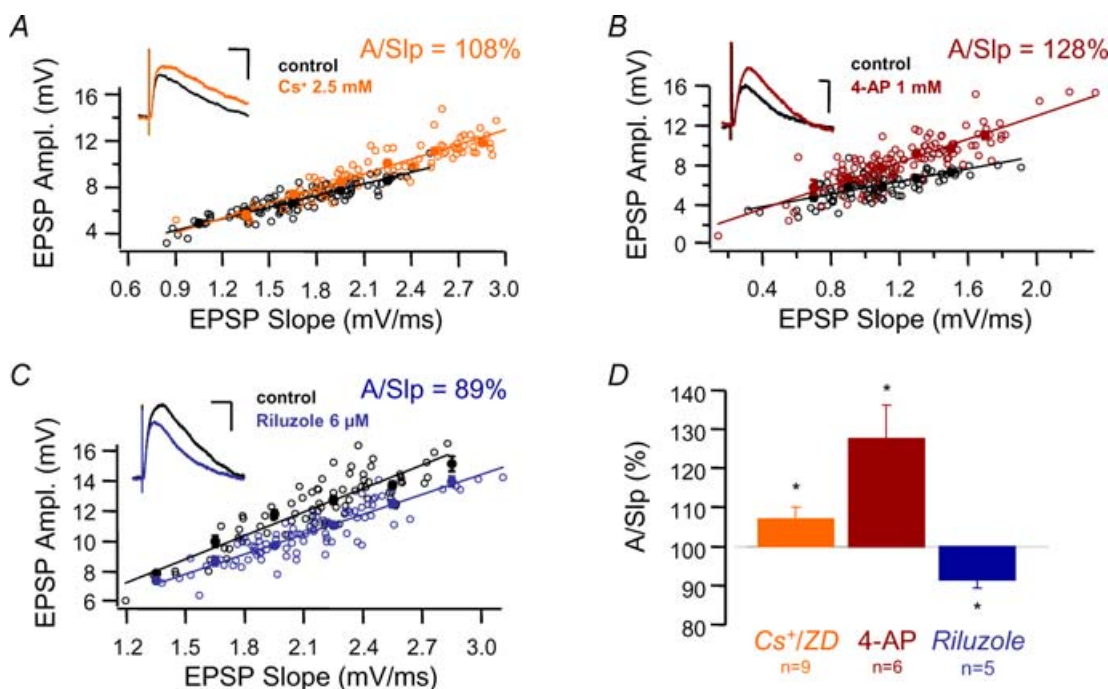 A
A/Slp = 108%
control
Cs⁺ 2.5 mM
EPSP Ampl. (mV)
16
12
8
4
0.6 0.9 1.2 1.5 1.8 2.1 2.4 2.7 3.0
EPSP Slope (mV/ms)
B
A/Slp = 128%
control
4-AP 1 mM
EPSP Ampl. (mV)
16
12
8
4
0
0.4 0.8 1.2 1.6 2.0
EPSP Slope (mV/ms)
C
A/Slp = 89%
control
Riluzole 6 µM
EPSP Ampl. (mV)
16
14
12
10
8
6
1.2 1.5 1.8 2.1 2.4 2.7 3.0
EPSP Slope (mV/ms)
D
A/Slp (%)
140
130
120
110
100
90
80
*
*
*
Cs⁺/ZD 4-AP Riluzole
n=9 n=6 n=5